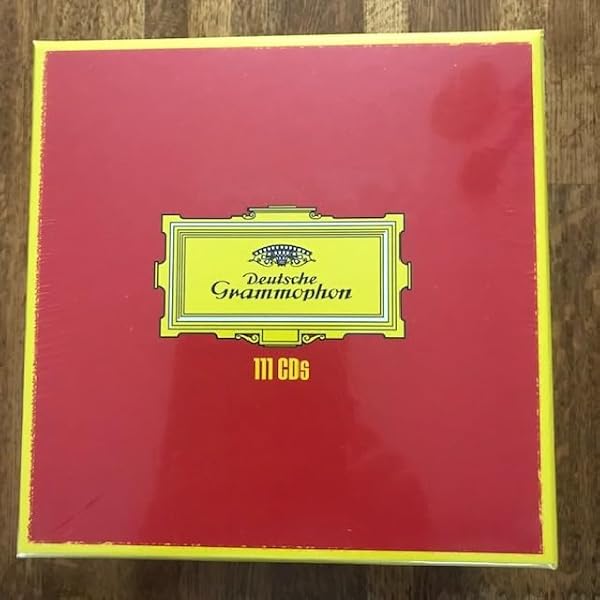 Deutsche
Grammophon
111 CDs